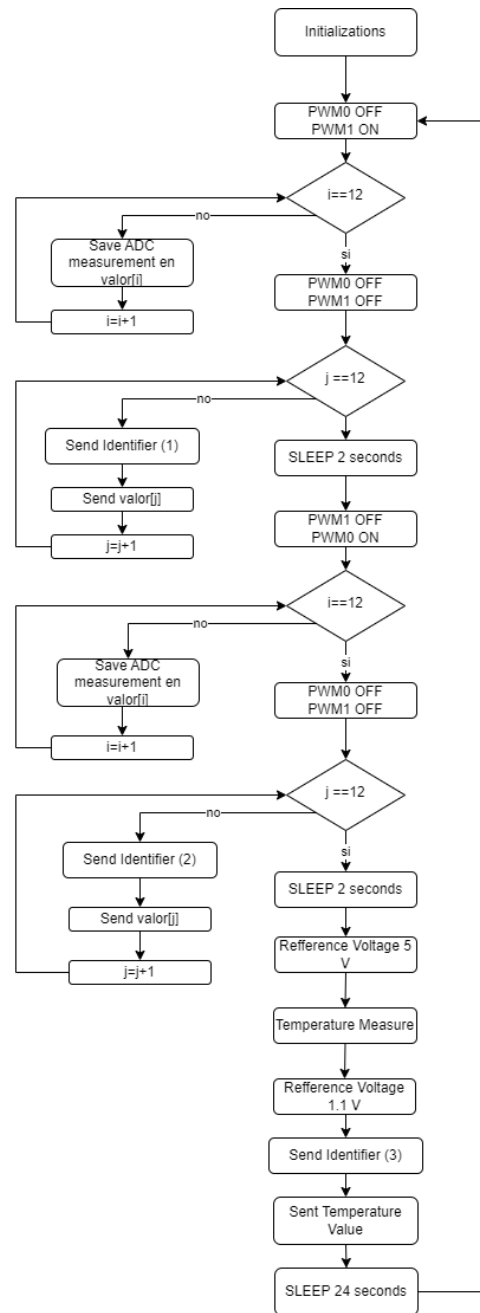 Initializations
PWM0 OFF
PWM1 ON
i==12
no
Save ADC
measurement en
valor[i]
i=i+1
si
PWM0 OFF
PWM1 OFF
j ==12
no
Send Identifier (1)
Send valor[j]
j=j+1
SLEEP 2 seconds
PWM1 OFF
PWM0 ON
i==12
no
Save ADC
measurement en
valor[i]
i=i+1
si
PWM0 OFF
PWM1 OFF
j ==12
no
Send Identifier (2)
Send valor[j]
j=j+1
si
SLEEP 2 seconds
Refference Voltage 5
V
Temperature Measure
Refference Voltage
1.1 V
Send Identifier (3)
Sent Temperature
Value
SLEEP 24 seconds